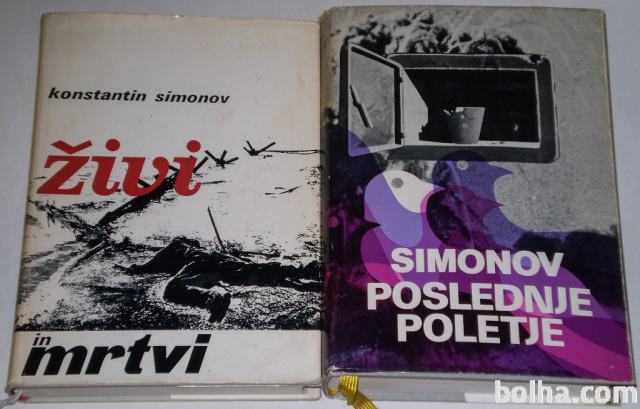 konstantin simonov
živi
in
mrtvi
SIMONOV
POSLEDNJE
POLETJE
bolha.com